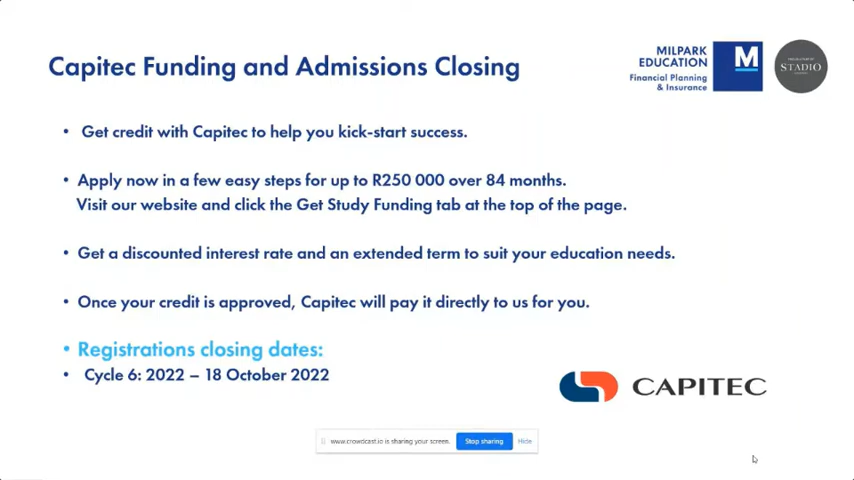 Capitec Funding and Admissions Closing
MILPARK
EDUCATION
Financial Planning
& Insurance
M
STADIO
• Get credit with Capitec to help you kick-start success.
• Apply now in a few easy steps for up to R250 000 over 84 months.
Visit our website and click the Get Study Funding tab at the top of the page.
• Get a discounted interest rate and an extended term to suit your education needs.
• Once your credit is approved, Capitec will pay it directly to us for you.
• Registrations closing dates:
• Cycle 6: 2022 – 18 October 2022
CAPITEC
www.crowdcast.io is sharing your screen. Stop sharing Hide